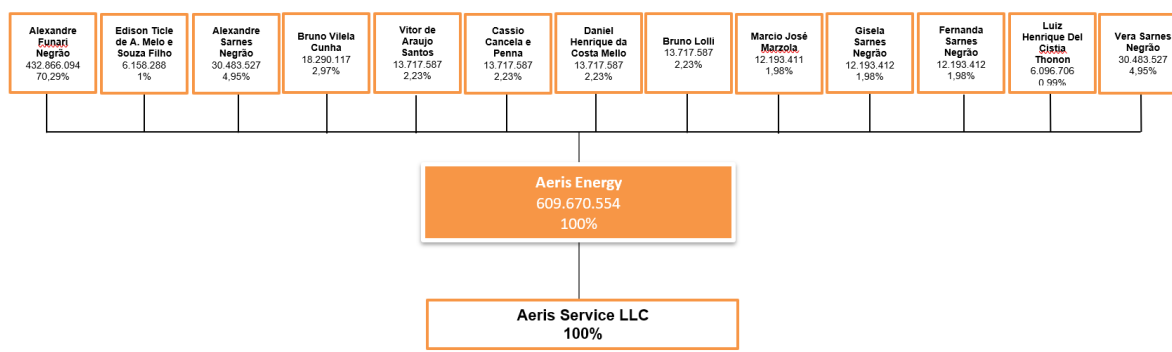 Alexandre
Funari
Negrão
432.866.094
70,29%
Edison Ticle
de A. Melo e
Souza Filho
6.158.288
1%
Alexandre
Sarnes
Negrão
30.483.527
4,95%
Bruno Vilela
Cunha
18.290.117
2,97%
Vitor de
Araujo
Santos
13.717.587
2,23%
Cassio
Cancela e
Penna
13.717.587
2,23%
Daniel
Henrique da
Costa Mello
13.717.587
2,23%
Bruno Lolli
13.717.587
2,23%
Marcio José
Marzola
12.193.411
1,98%
Gisela
Sarnes
Negrão
12.193.412
1,98%
Fernanda
Sarnes
Negrão
12.193.412
1,98%
Luiz
Henrique Del
Cistia
Thonon
6.096.706
0,99%
Vera Sarnes
Negrão
30.483.527
4,95%
Aeris Energy
609.670.554
100%
Aeris Service LLC
100%